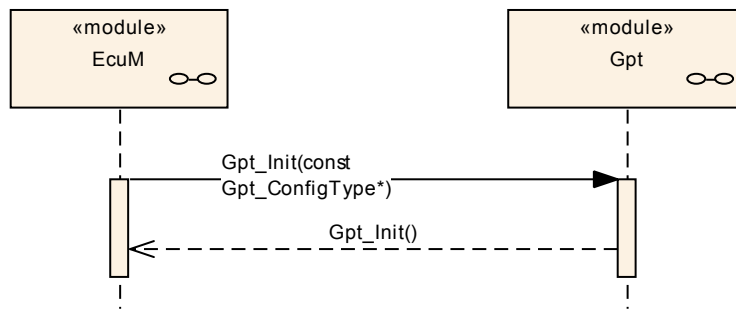 «module»
EcuM
«module»
Gpt
Gpt_Init(const
Gpt_ConfigType*)
Gpt_Init()